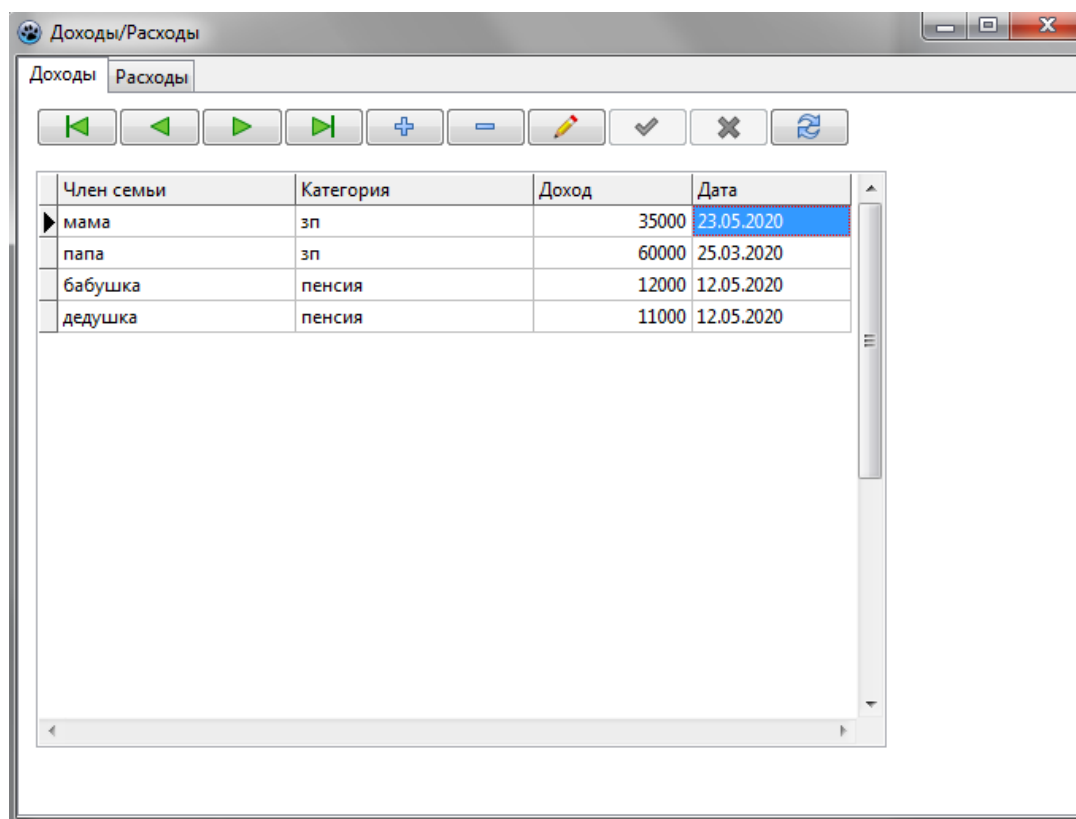 Доходы/Расходы
Доходы Расходы
Член семьи Категория Доход Дата
мама зп 35000 23.05.2020
папа зп 60000 25.03.2020
бабушка пенсия 12000 12.05.2020
дедушка пенсия 11000 12.05.2020